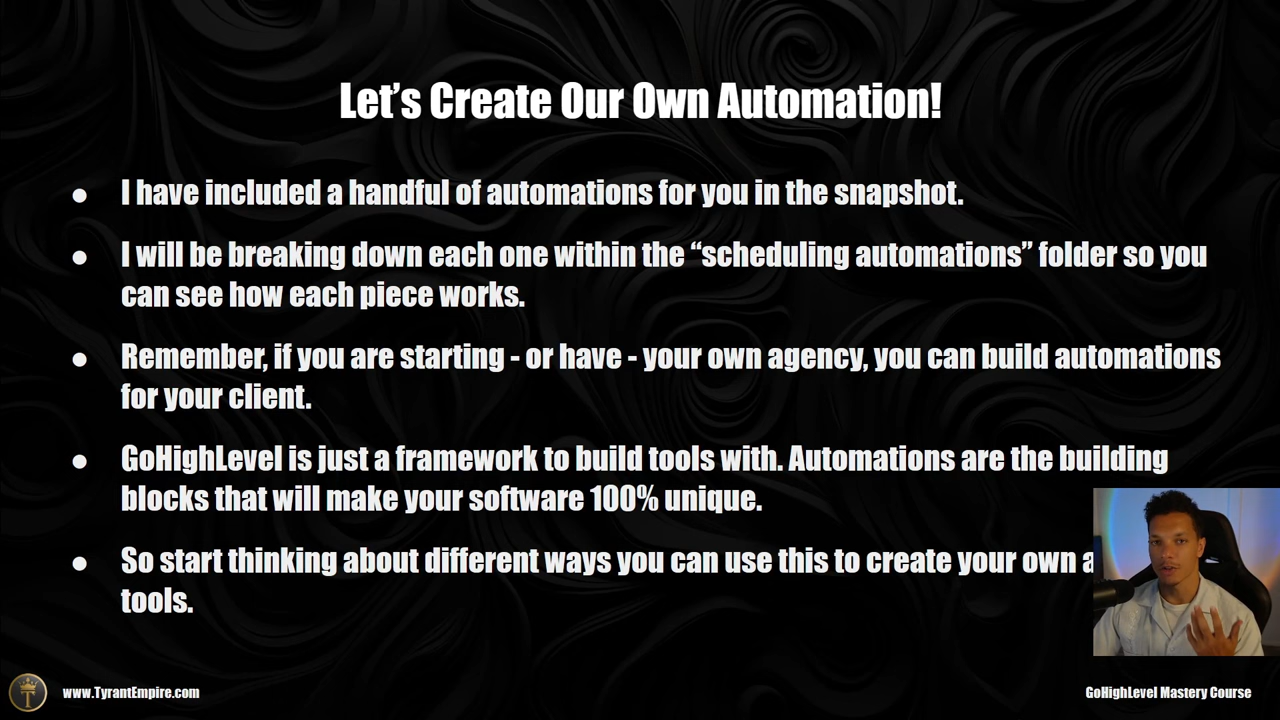 Let’s Create Our Own Automation!
● I have included a handful of automations for you in the snapshot.
● I will be breaking down each one within the “scheduling automations” folder so you
can see how each piece works.
● Remember, if you are starting - or have - your own agency, you can build automations
for your client.
● GoHighLevel is just a framework to build tools with. Automations are the building
blocks that will make your software 100% unique.
● So start thinking about different ways you can use this to create your own
tools.
www.TyrantEmpire.com
GoHighLevel Mastery Course